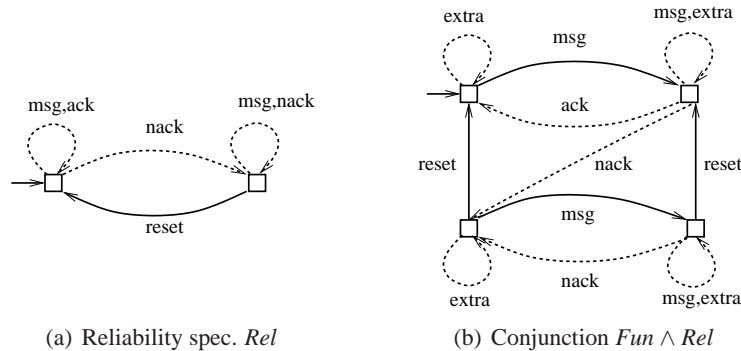 msg,ack
nack
msg,nack
reset
(a) Reliability spec. Rel
extra
msg
msg,extra
ack
reset
nack
reset
msg
extra
nack
msg,extra
(b) Conjunction Fun ∧ Rel